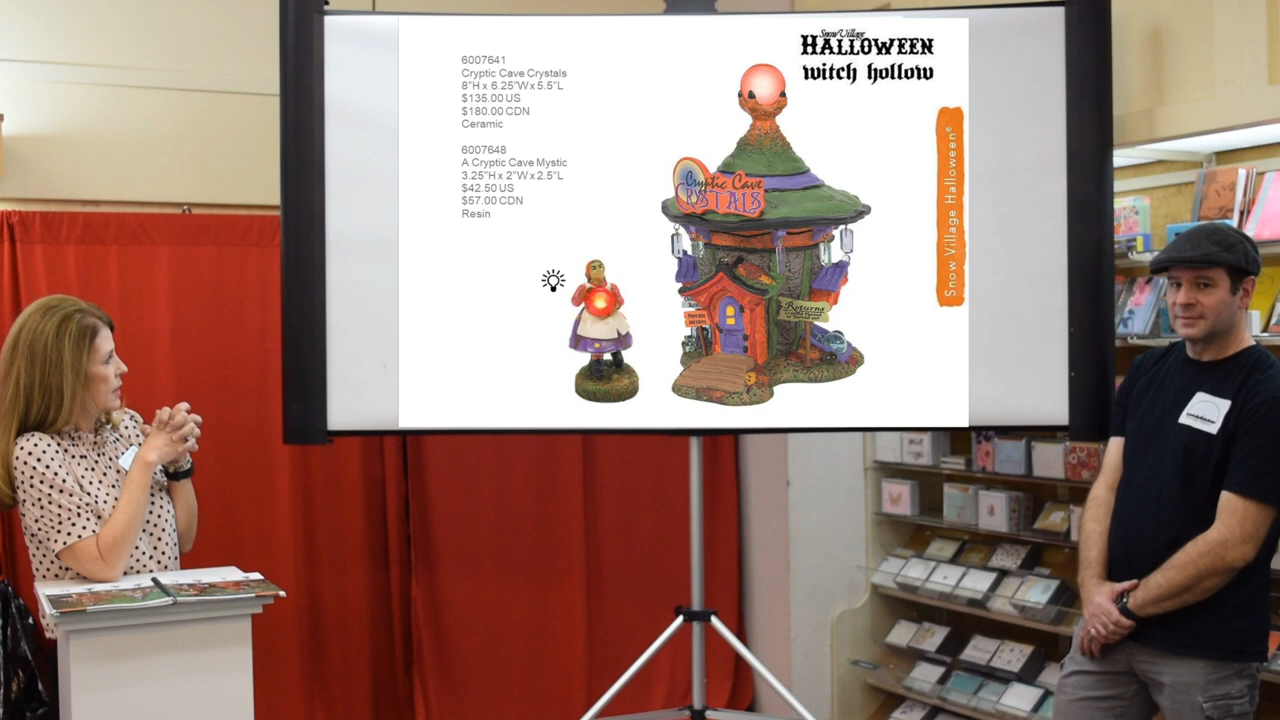 6007641
Cryptic Cave Crystals
8"H x 6.25"W x 5.5"L
$135.00 US
$180.00 CDN
Ceramic
6007648
A Cryptic Cave Mystic
3.25"H x 2"W x 2.5"L
$42.50 US
$57.00 CDN
Resin
Snow Village
HALLOWEEN
witch hollow
Cryptic Cave
CRYSTALS
Returns
Snow Village Halloween®